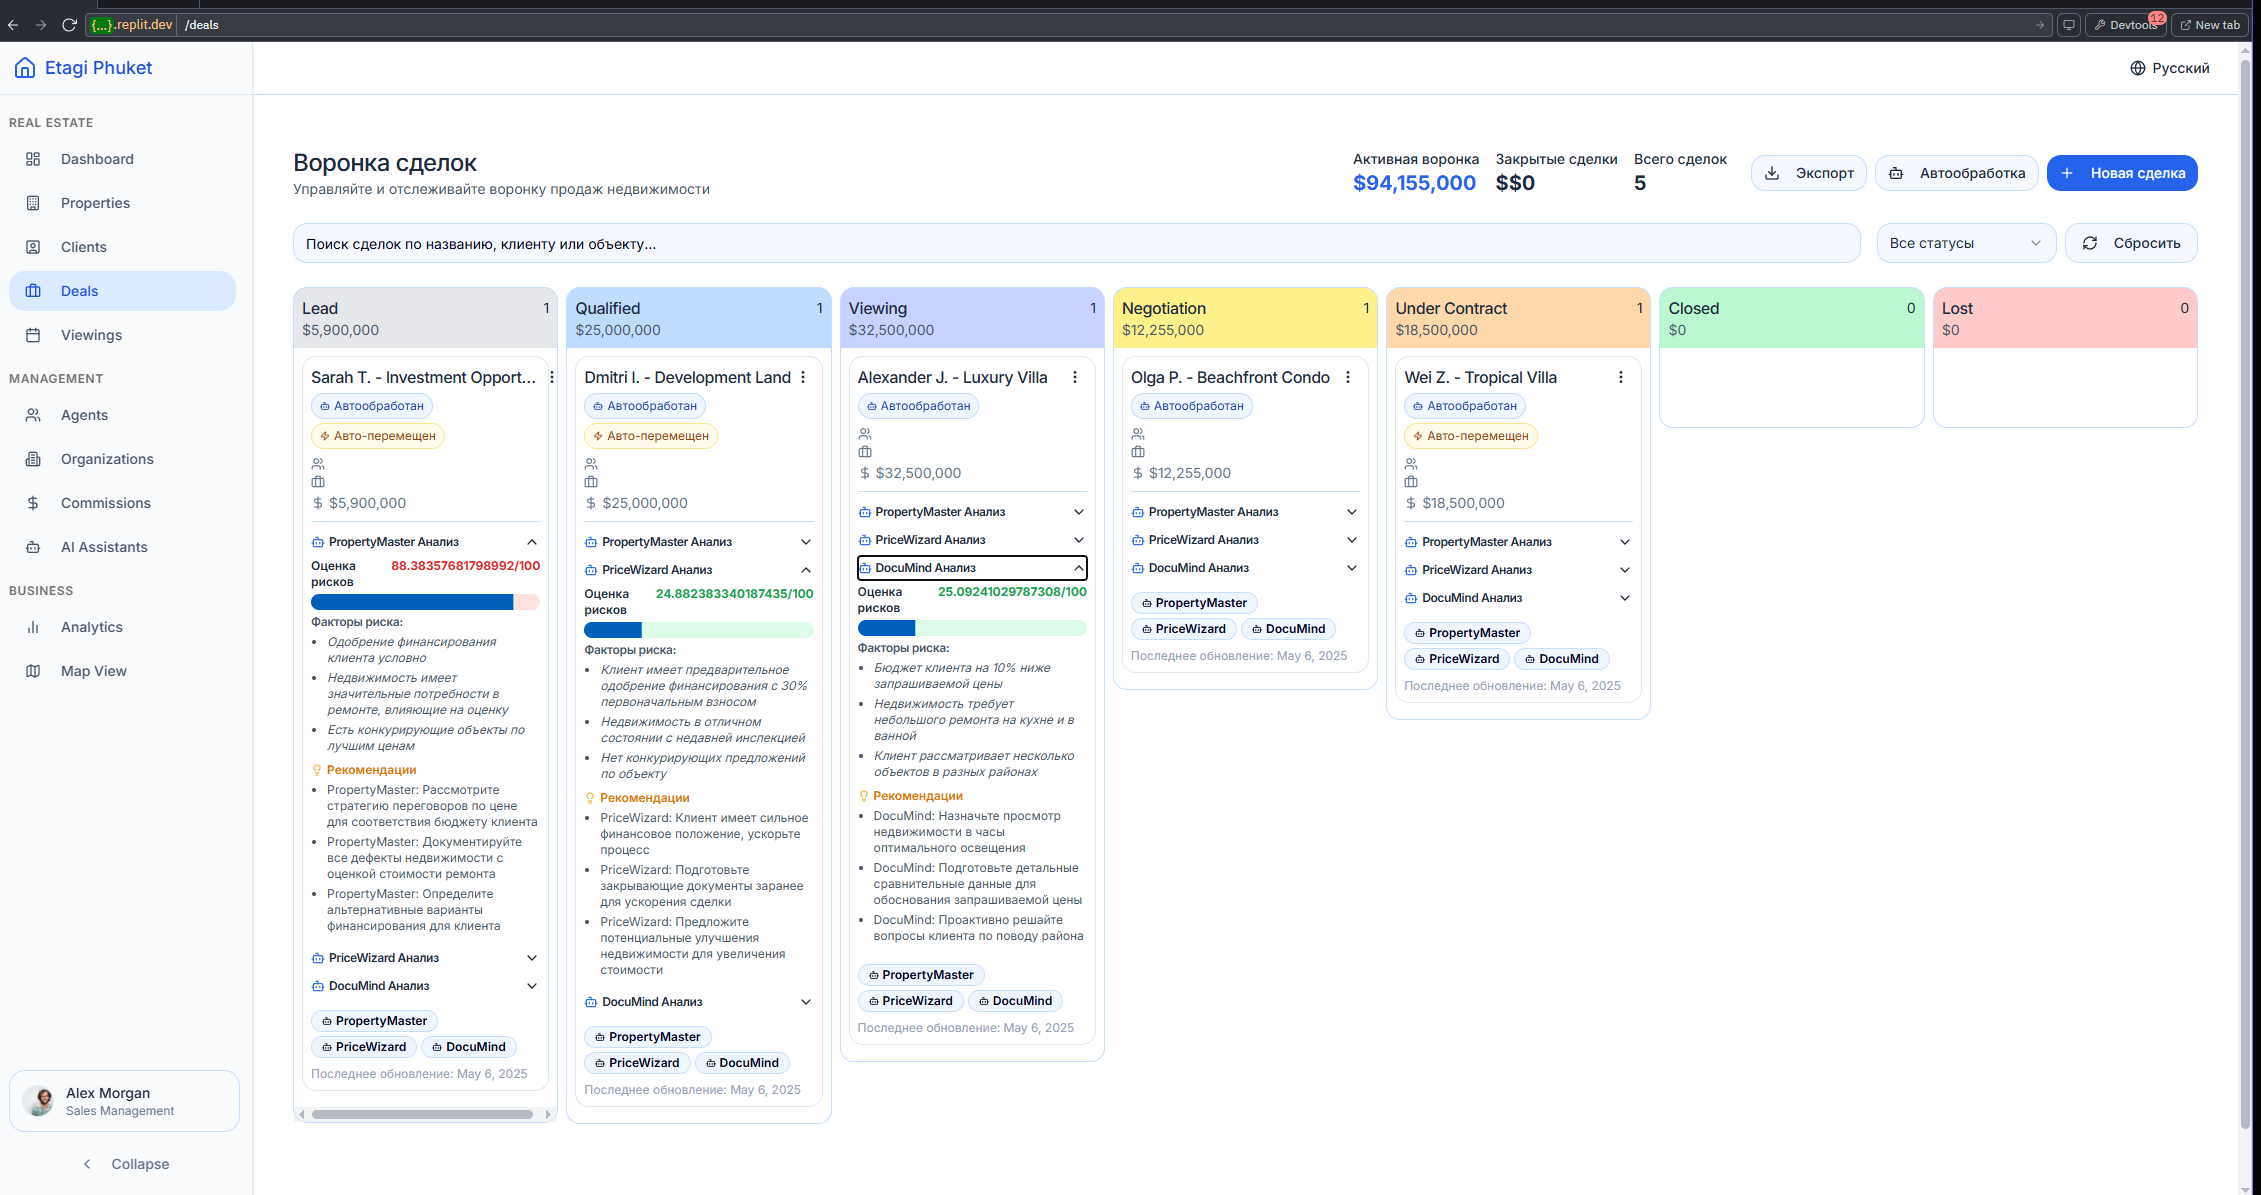 {...}.replit.dev /deals
Devtools 12
New tab
Etagi Phuket
Русский
REAL ESTATE
Dashboard
Properties
Clients
Deals
Viewings
MANAGEMENT
Agents
Organizations
Commissions
AI Assistants
BUSINESS
Analytics
Map View
Alex Morgan
Sales Management
Collapse
Воронка сделок
Управляйте и отслеживайте воронку продаж недвижимости
Активная воронка
$94,155,000
Закрытые сделки
$$0
Всего сделок
5
Экспорт
Автообработка
Новая сделка
Поиск сделок по названию, клиенту или объекту...
Все статусы
Сбросить
Lead 1
$5,900,000
Sarah T. - Investment Opport...
Автообработан
Авто-перемещен
$5,900,000
PropertyMaster Анализ
Оценка
рисков
88.38357681798992/100
Факторы риска:
Одобрение финансирования
клиента условно
Недвижимость имеет
значительные потребности в
ремонте, влияющие на оценку
Есть конкурирующие объекты по
лучшим ценам
Рекомендации
PropertyMaster: Рассмотрите
стратегию переговоров по цене
для соответствия бюджету клиента
PropertyMaster: Документируйте
все дефекты недвижимости с
оценкой стоимости ремонта
PropertyMaster: Определите
альтернативные варианты
финансирования для клиента
PriceWizard Анализ
DocuMind Анализ
PropertyMaster
PriceWizard DocuMind
Последнее обновление: May 6, 2025
Qualified 1
$25,000,000
Dmitri I. - Development Land
Автообработан
Авто-перемещен
$25,000,000
PropertyMaster Анализ
PriceWizard Анализ
Оценка
рисков
24.882383340187435/100
Факторы риска:
Клиент имеет предварительное
одобрение финансирования с 30%
первоначальным взносом
Недвижимость в отличном
состоянии с недавней инспекцией
Нет конкурирующих предложений
по объекту
Рекомендации
PriceWizard: Клиент имеет сильное
финансовое положение, ускорьте
процесс
PriceWizard: Подготовьте
закрывающие документы заранее
для ускорения сделки
PriceWizard: Предложите
потенциальные улучшения
недвижимости для увеличения
стоимости
DocuMind Анализ
PropertyMaster
PriceWizard DocuMind
Последнее обновление: May 6, 2025
Viewing 1
$32,500,000
Alexander J. - Luxury Villa
Автообработан
$32,500,000
PropertyMaster Анализ
PriceWizard Анализ
DocuMind Анализ
Оценка
рисков
25.09241029787308/100
Факторы риска:
Бюджет клиента на 10% ниже
запрашиваемой цены
Недвижимость требует
небольшого ремонта на кухне и в
ванной
Клиент рассматривает несколько
объектов в разных районах
Рекомендации
DocuMind: Назначьте просмотр
недвижимости в часы
оптимального освещения
DocuMind: Подготовьте детальные
сравнительные данные для
обоснования запрашиваемой цены
DocuMind: Проактивно решайте
вопросы клиента по поводу района
PropertyMaster
PriceWizard DocuMind
Последнее обновление: May 6, 2025
Negotiation 1
$12,255,000
Olga P. - Beachfront Condo
Автообработан
$12,255,000
PropertyMaster Анализ
PriceWizard Анализ
DocuMind Анализ
PropertyMaster
PriceWizard DocuMind
Последнее обновление: May 6, 2025
Under Contract 1
$18,500,000
Wei Z. - Tropical Villa
Автообработан
Авто-перемещен
$18,500,000
PropertyMaster Анализ
PriceWizard Анализ
DocuMind Анализ
PropertyMaster
PriceWizard DocuMind
Последнее обновление: May 6, 2025
Closed 0
$0
Lost 0
$0